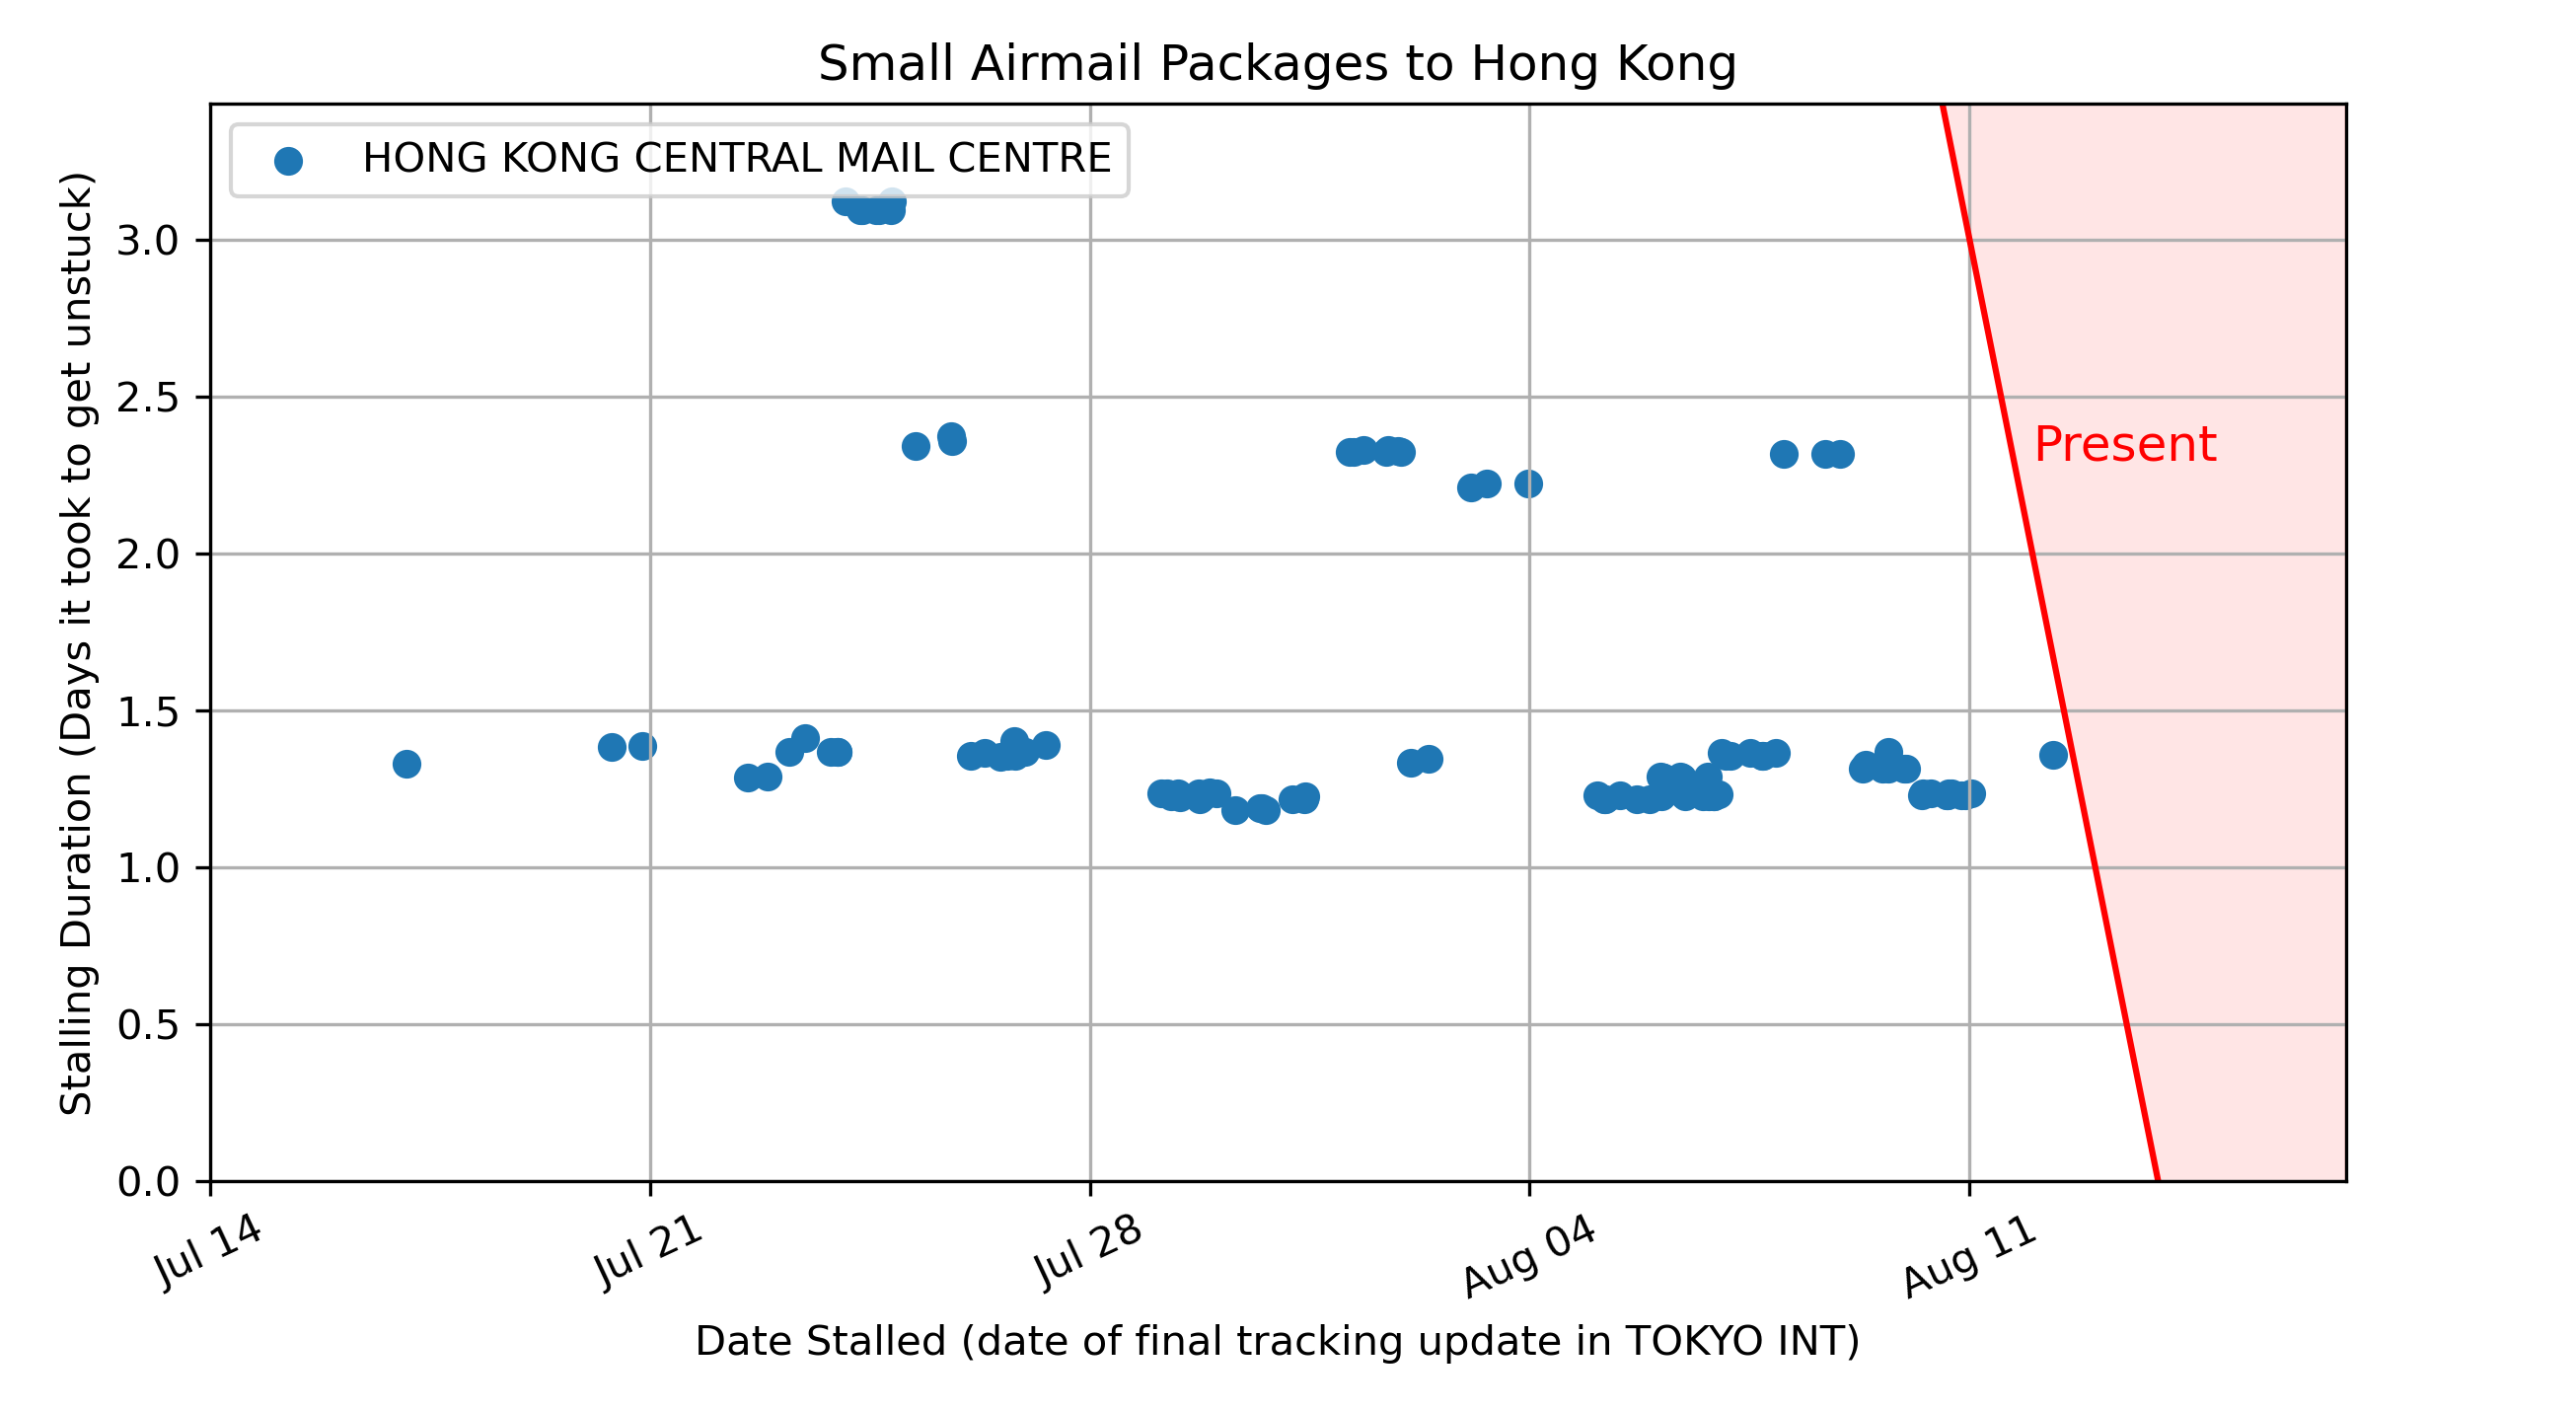 Small Airmail Packages to Hong Kong
HONG KONG CENTRAL MAIL CENTRE
Stalling Duration (Days it took to get unstuck)
3.0
2.5
2.0
1.5
1.0
0.5
0.0
Present
Jul 14
Jul 21
Jul 28
Aug 04
Aug 11
Date Stalled (date of final tracking update in TOKYO INT)